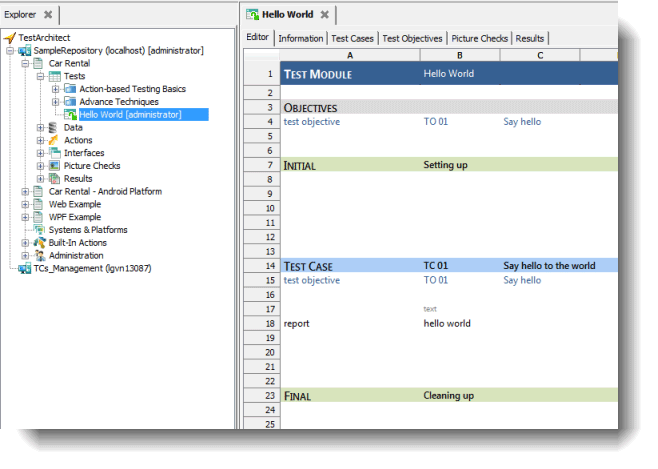 Explorer
TestArchitect
SampleRepository (localhost) [administrator]
Car Rental
Tests
Action-based Testing Basics
Advance Techniques
Hello World [administrator]
Data
Actions
Interfaces
Picture Checks
Results
Car Rental - Android Platform
Web Example
WPF Example
Systems & Platforms
Built-In Actions
Administration
TCs_Management (lgvn13087)
Hello World
Editor Information Test Cases Test Objectives Picture Checks Results
A B C
1 TEST MODULE Hello World
2
3 OBJECTIVES
4 test objective TO 01 Say hello
5
6
7 INITIAL Setting up
8
9
10
11
12
13
14 TEST CASE TC 01 Say hello to the world
15 test objective TO 01 Say hello
16
17 text
18 report hello world
19
20
21
22
23 FINAL Cleaning up
24
25